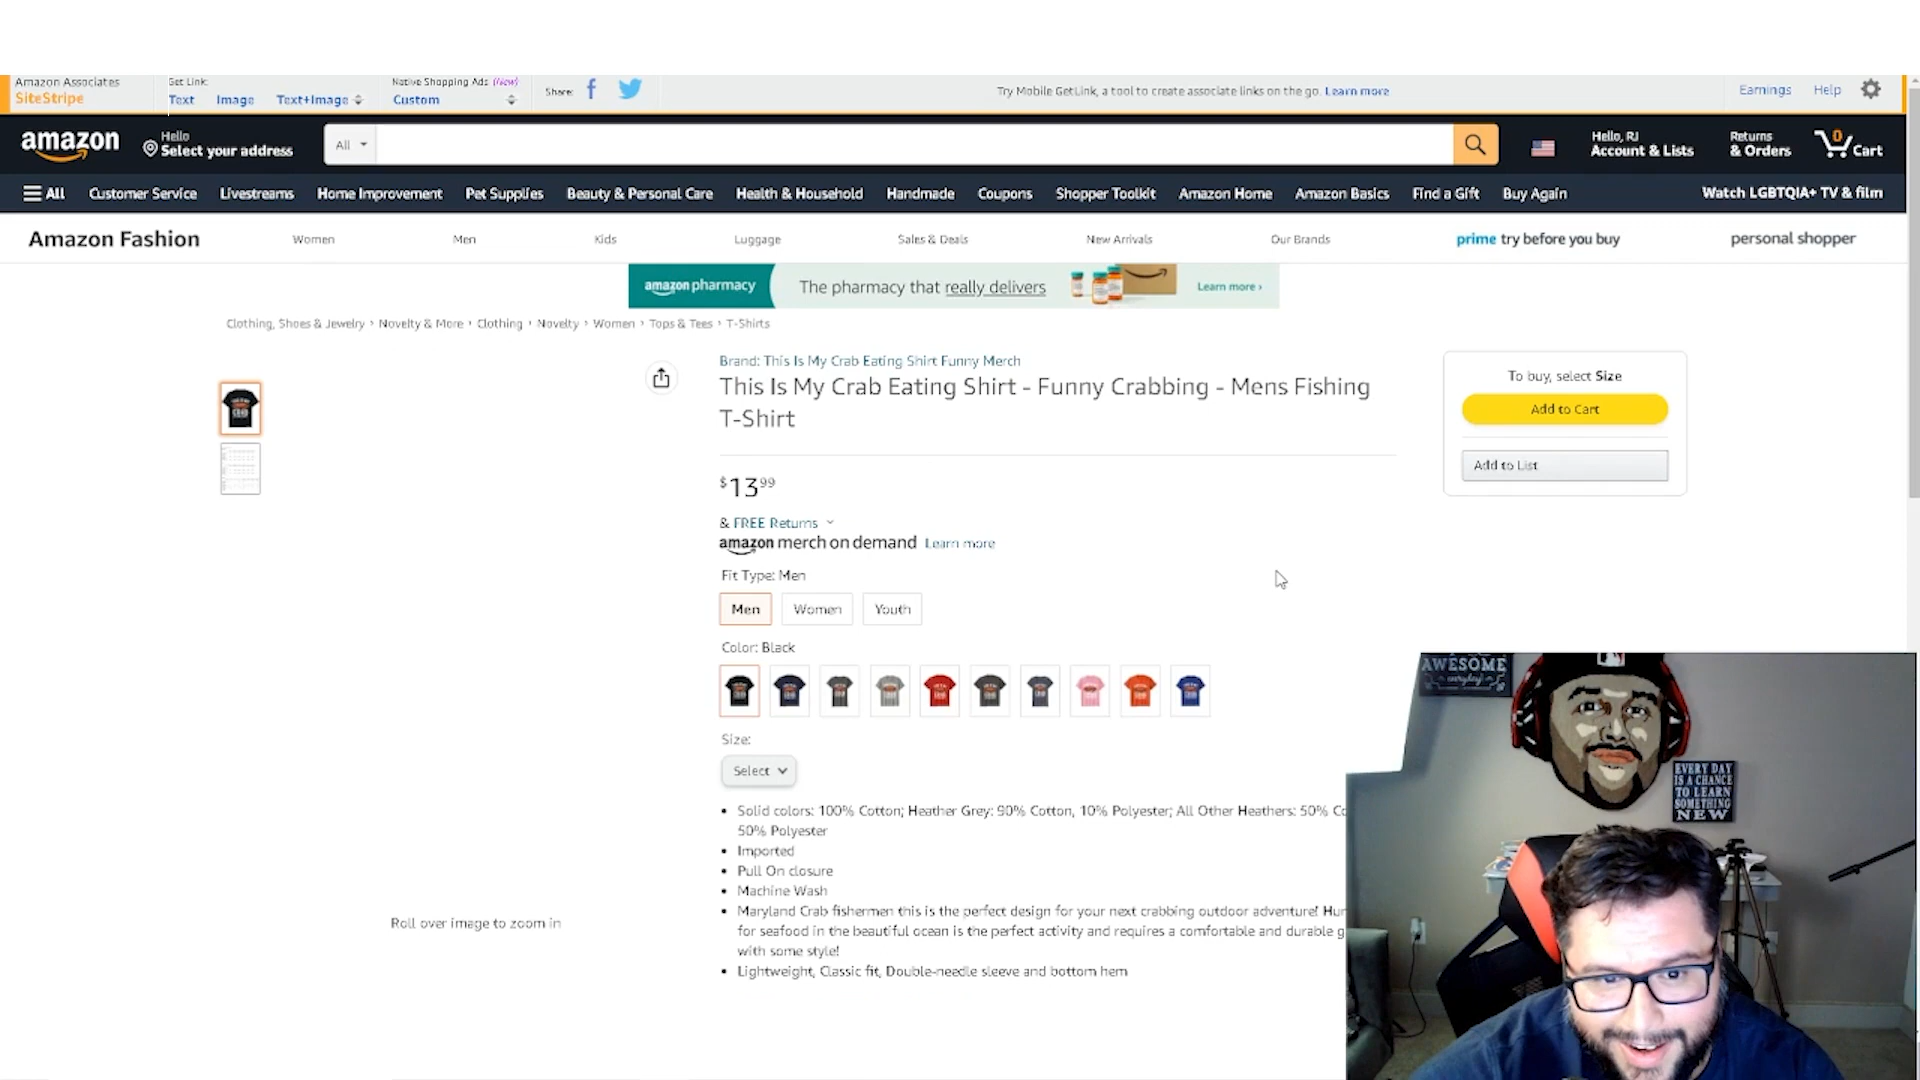 Amazon Associates
SiteStripe
Get Link:
Text Image Text+Image
Native Shopping Ads (New)
Custom
Share:
Try Mobile GetLink, a tool to create associate links on the go. Learn more
Earnings Help
amazon
Hello
Select your address
All
Hello, RJ
Account & Lists
Returns
& Orders
0
Cart
All Customer Service Livestreams Home Improvement Pet Supplies Beauty & Personal Care Health & Household Handmade Coupons Shopper Toolkit Amazon Home Amazon Basics Find a Gift Buy Again Watch LGBTQIA+ TV & film
Amazon Fashion Women Men Kids Luggage Sales & Deals New Arrivals Our Brands prime try before you buy personal shopper
amazon pharmacy The pharmacy that really delivers Learn more ›
Clothing, Shoes & Jewelry › Novelty & More › Clothing › Novelty › Women › Tops & Tees › T-Shirts
Brand: This Is My Crab Eating Shirt Funny Merch
This Is My Crab Eating Shirt - Funny Crabbing - Mens Fishing
T-Shirt
$1399
& FREE Returns
amazon merch on demand Learn more
Fit Type: Men
Men Women Youth
Color: Black
Size:
Select
• Solid colors: 100% Cotton; Heather Grey: 90% Cotton, 10% Polyester; All Other Heathers: 50% Co
50% Polyester
• Imported
• Pull On closure
• Machine Wash
• Maryland Crab fishermen this is the perfect design for your next crabbing outdoor adventure! Hun
for seafood in the beautiful ocean is the perfect activity and requires a comfortable and durable g
with some style!
• Lightweight, Classic fit, Double-needle sleeve and bottom hem
Roll over image to zoom in
To buy, select Size
Add to Cart
Add to List
AWESOME
everyday
EVERY DAY
IS A CHANCE
TO LEARN
SOMETHING
NEW